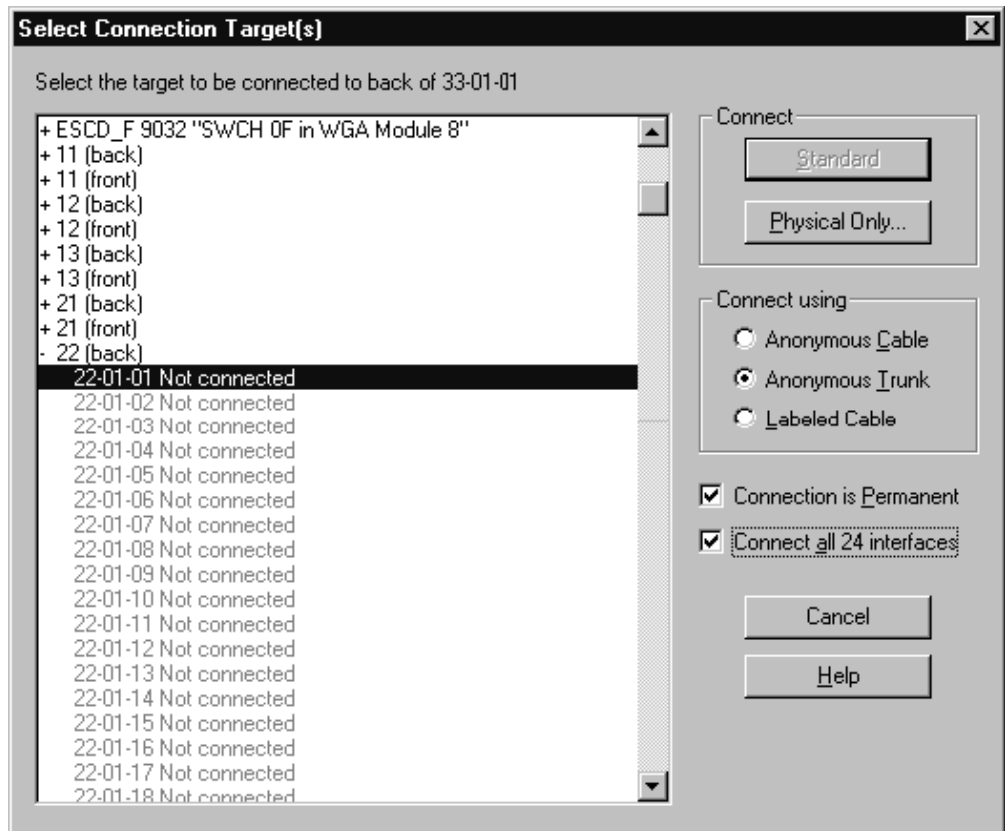 Select Connection Target(s)
Select the target to be connected to back of 33-01-01
+ ESCD_F 9032 "SWCH 0F in WGA Module 8"
+ 11 (back)
+ 11 (front)
+ 12 (back)
+ 12 (front)
+ 13 (back)
+ 13 (front)
+ 21 (back)
+ 21 (front)
- 22 (back)
22-01-01 Not connected
22-01-02 Not connected
22-01-03 Not connected
22-01-04 Not connected
22-01-05 Not connected
22-01-06 Not connected
22-01-07 Not connected
22-01-08 Not connected
22-01-09 Not connected
22-01-10 Not connected
22-01-11 Not connected
22-01-12 Not connected
22-01-13 Not connected
22-01-14 Not connected
22-01-15 Not connected
22-01-16 Not connected
22-01-17 Not connected
22-01-18 Not connected
Connect
Standard
Physical Only...
Connect using
Anonymous Cable
Anonymous Trunk
Labeled Cable
Connection is Permanent
Connect all 24 interfaces
Cancel
Help